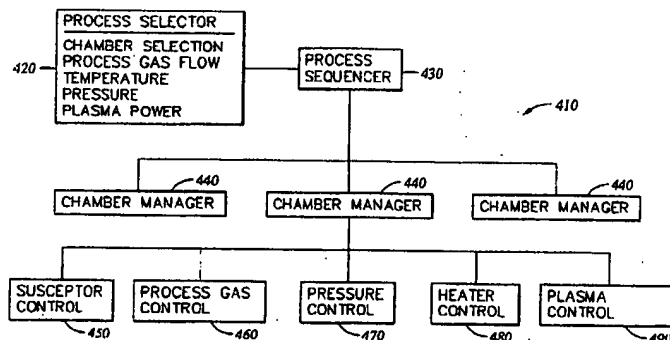 PROCESS SELECTOR
CHAMBER SELECTION
PROCESS GAS FLOW
TEMPERATURE
PRESSURE
PLASMA POWER
420
PROCESS
SEQUENCER
430
410
440
CHAMBER MANAGER
440
CHAMBER MANAGER
440
CHAMBER MANAGER
SUSCEPTOR
CONTROL
450
PROCESS GAS
CONTROL
460
PRESSURE
CONTROL
470
HEATER
CONTROL
480
PLASMA
CONTROL
490